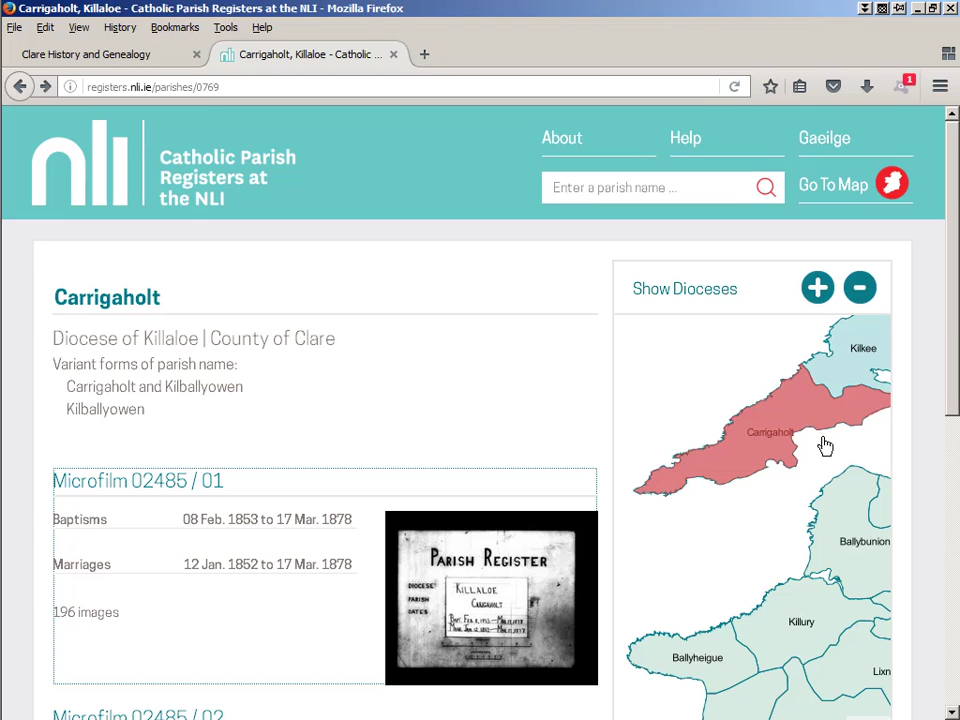 Carrigaholt, Killaloe - Catholic Parish Registers at the NLI - Mozilla Firefox
File Edit View History Bookmarks Tools Help
Clare History and Genealogy
Carrigaholt, Killaloe - Catholic ...
registers.nli.ie/parishes/0769
1
nli
Catholic Parish
Registers at
the NLI
About
Help
Gaeilge
Enter a parish name ...
Go To Map
Carrigaholt
Diocese of Killaloe | County of Clare
Variant forms of parish name:
Carrigaholt and Kilballyowen
Kilballyowen
Microfilm 02485 / 01
Baptisms 08 Feb. 1853 to 17 Mar. 1878
Marriages 12 Jan. 1852 to 17 Mar. 1878
196 images
PARISH REGISTER
DIOCESE
PARISH
DATES
KILLALOE
CARIGAHOLT
Microfilm 02485 / 02
Show Dioceses
Kilkee
Carrigaholt
Ballybunion
Killury
Ballyheigue
Lixn